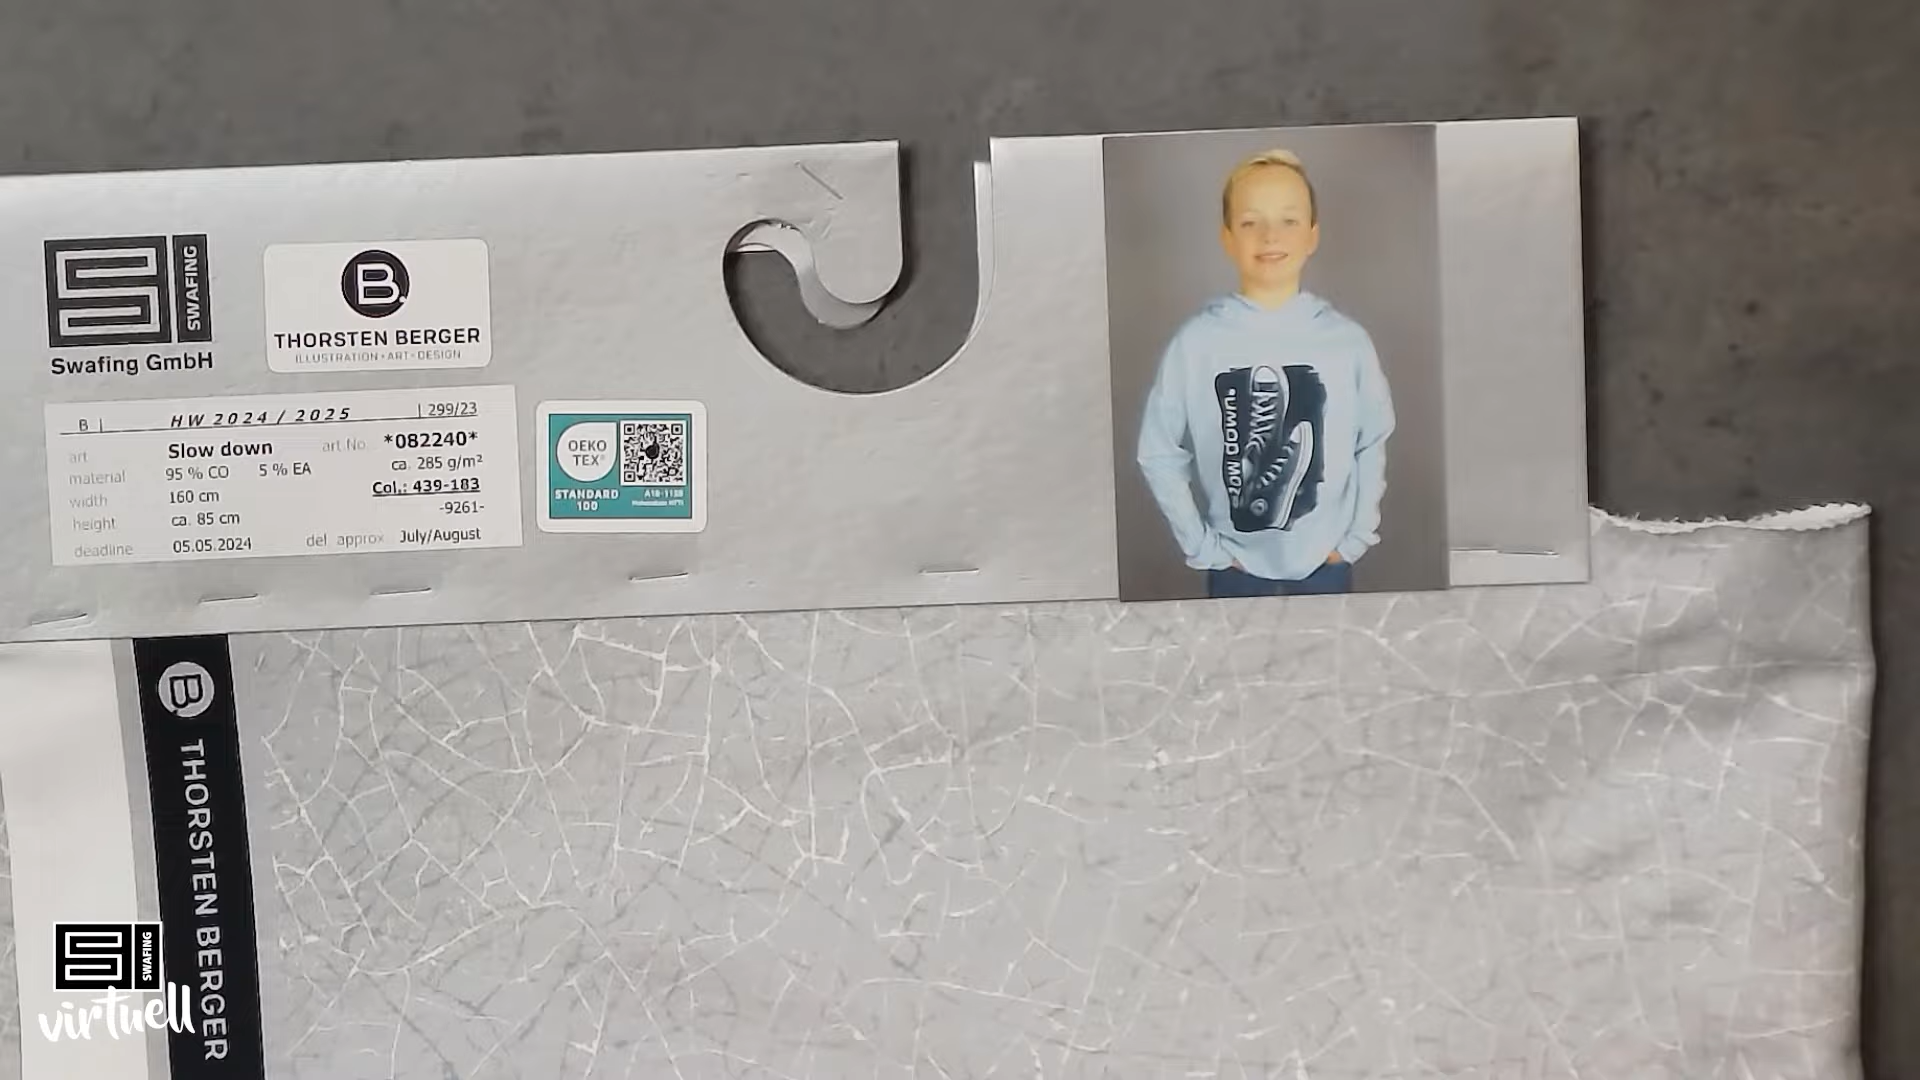 SWAFING
Swafing GmbH
B.
THORSTEN BERGER
ILLUSTRATION • ART • DESIGN
B | HW 2024 / 2025 | 299/23
art Slow down art.No. *082240*
material 95 % CO 5 % EA ca. 285 g/m²
width 160 cm Col.: 439-183
height ca. 85 cm -9261-
deadline 05.05.2024 del. approx. July/August
OEKO
TEX®
STANDARD
100
slow down.
B.
THORSTEN BERGER
SWAFING
virtuell